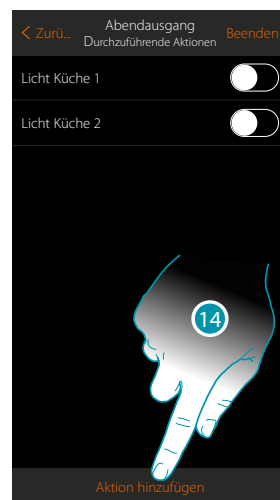 Zurü... Abendausgang Beenden
Durchzuführende Aktionen
Licht Küche 1
Licht Küche 2
14
Aktion hinzufügen